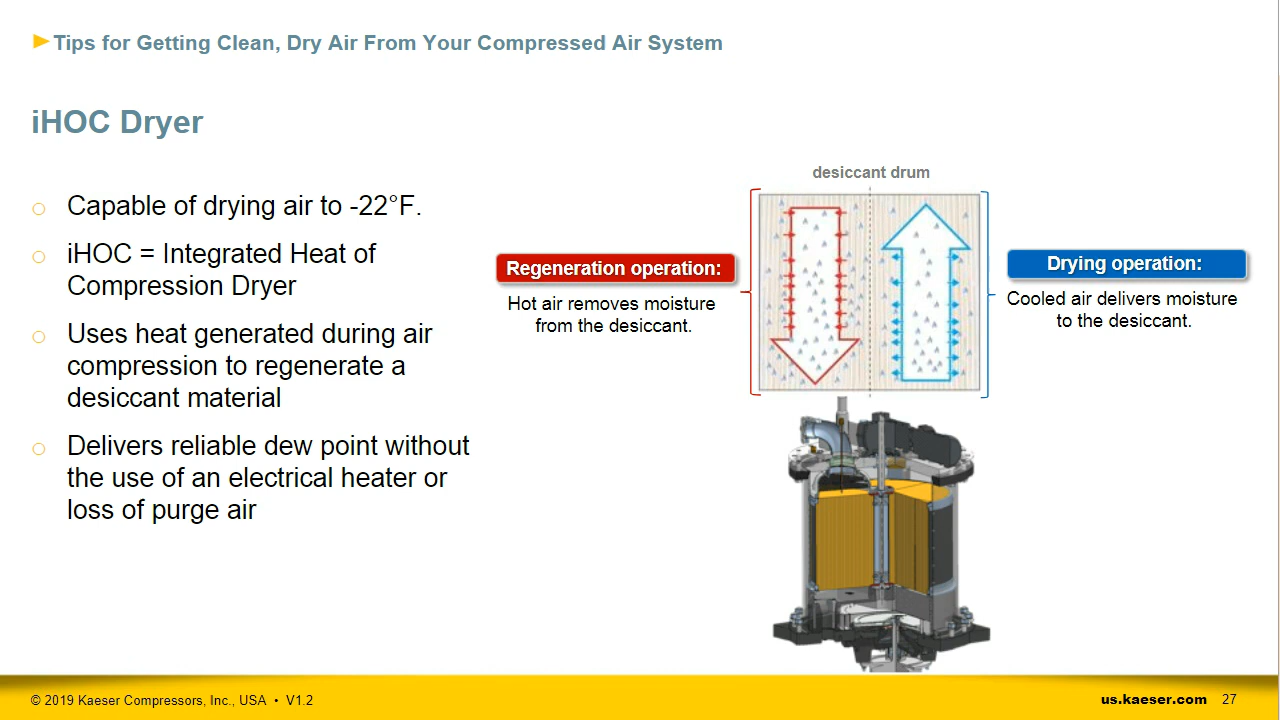 Tips for Getting Clean, Dry Air From Your Compressed Air System
iHOC Dryer
Capable of drying air to -22°F.
iHOC = Integrated Heat of
Compression Dryer
Uses heat generated during air
compression to regenerate a
desiccant material
Delivers reliable dew point without
the use of an electrical heater or
loss of purge air
desiccant drum
Regeneration operation:
Hot air removes moisture
from the desiccant.
Drying operation:
Cooled air delivers moisture
to the desiccant.
© 2019 Kaeser Compressors, Inc., USA • V1.2
us.kaeser.com 27